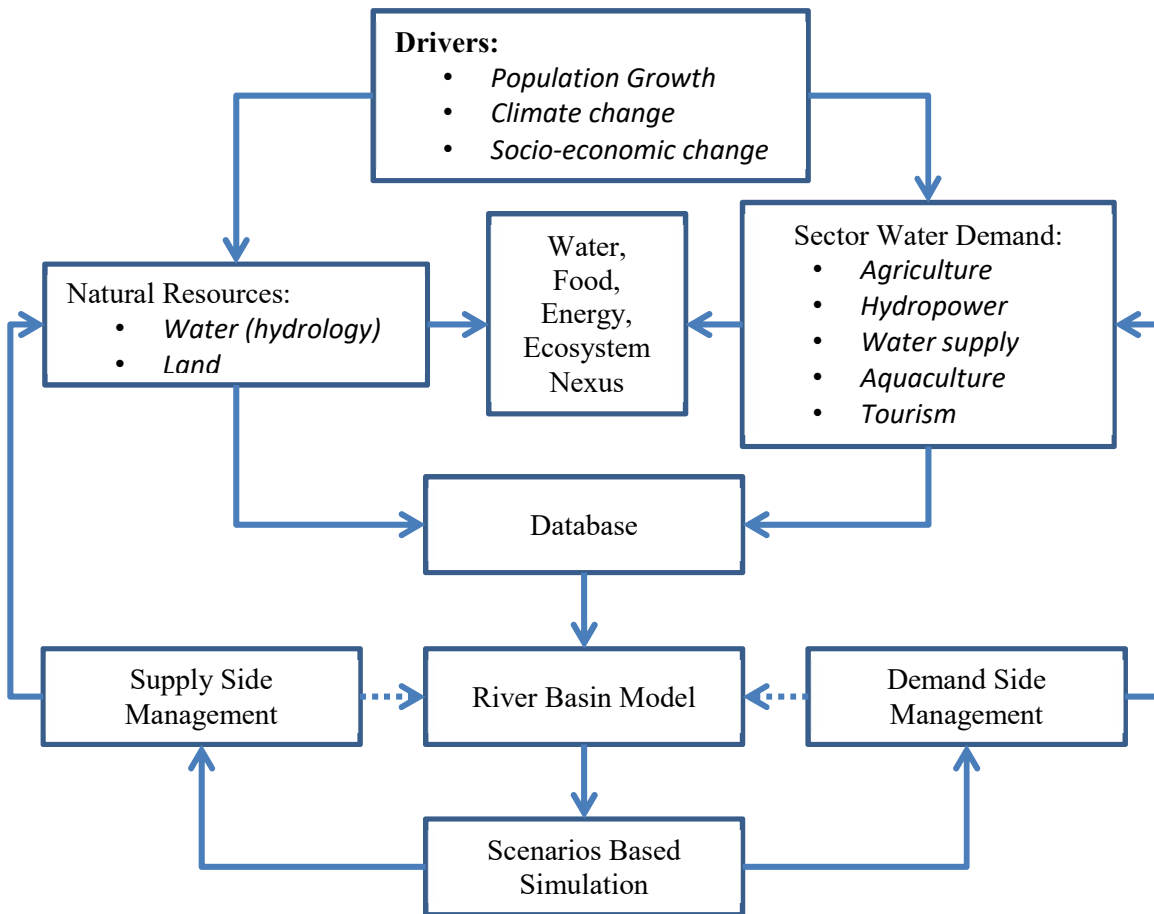 Drivers:
• Population Growth
• Climate change
• Socio-economic change
Water,
Food,
Energy,
Ecosystem
Nexus
Sector Water Demand:
• Agriculture
• Hydropower
• Water supply
• Aquaculture
• Tourism
Natural Resources:
• Water (hydrology)
• Land
Database
Supply Side
Management
River Basin Model
Demand Side
Management
Scenarios Based
Simulation